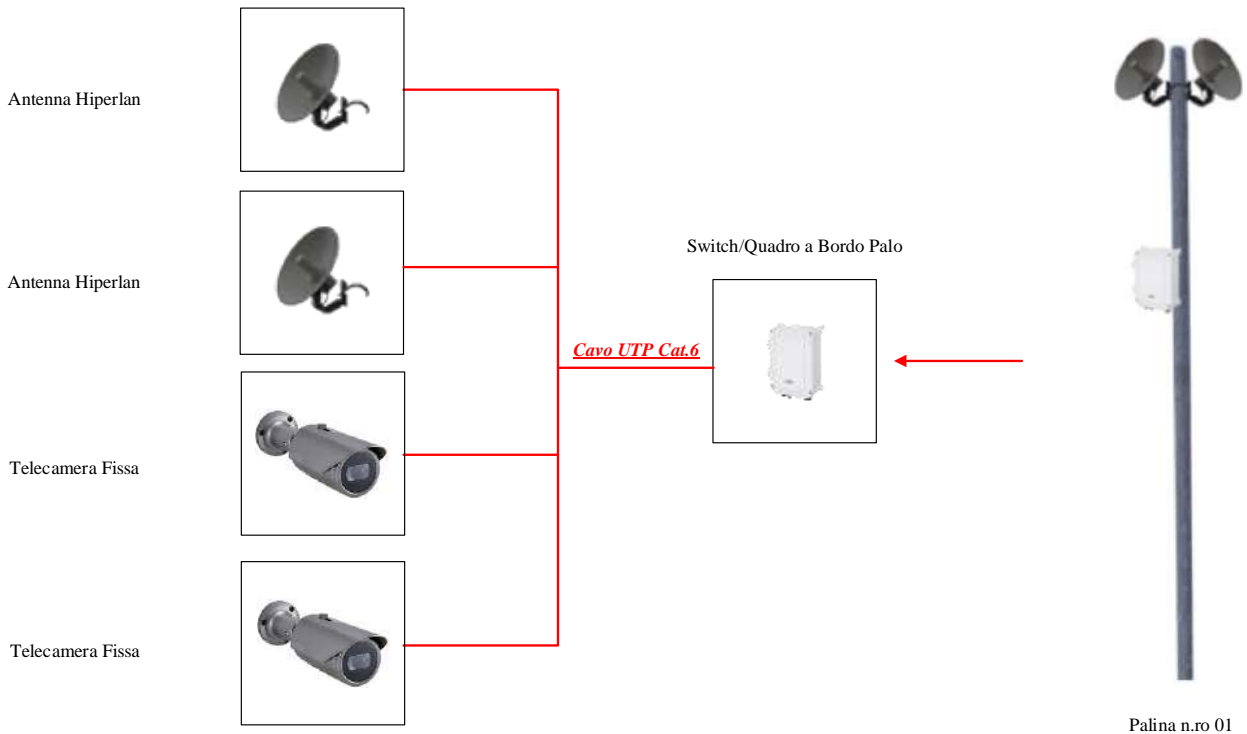 Antenna Hiperlan
Antenna Hiperlan
Switch/Quadro a Bordo Palo
Cavo UTP Cat.6
Telecamera Fissa
Telecamera Fissa
Palina n.ro 01